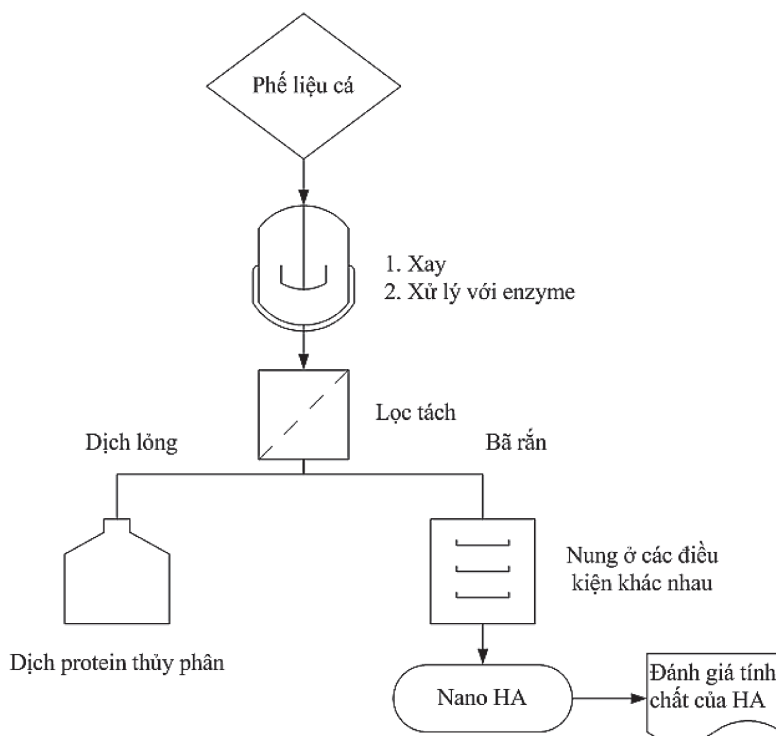 Phế liệu cá
1. Xay
2. Xử lý với enzyme
Lọc tách
Dịch lỏng
Bã rắn
Nung ở các điều
kiện khác nhau
Dịch protein thủy phân
Nano HA
Đánh giá tính
chất của HA